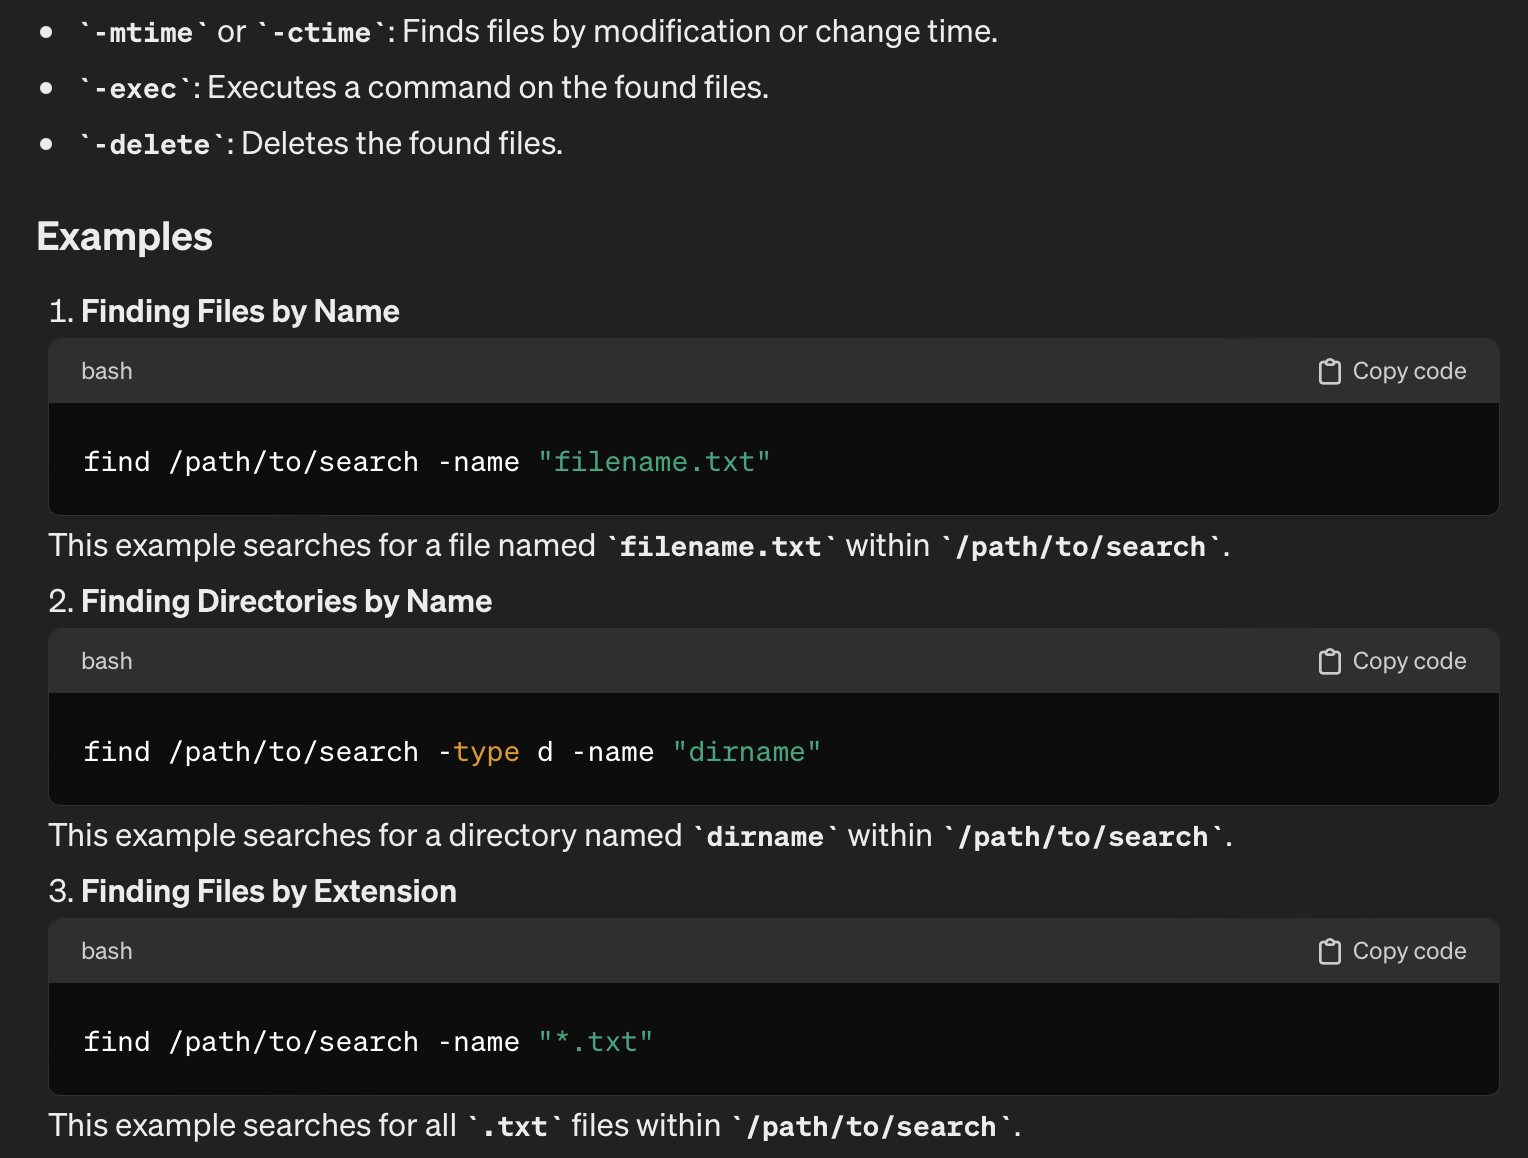 • `-mtime` or `-ctime`: Finds files by modification or change time.
• `-exec`: Executes a command on the found files.
• `-delete`: Deletes the found files.
Examples
1. Finding Files by Name
bash Copy code
find /path/to/search -name "filename.txt"
This example searches for a file named `filename.txt` within `/path/to/search`.
2. Finding Directories by Name
bash Copy code
find /path/to/search -type d -name "dirname"
This example searches for a directory named `dirname` within `/path/to/search`.
3. Finding Files by Extension
bash Copy code
find /path/to/search -name "*.txt"
This example searches for all `.txt` files within `/path/to/search`.